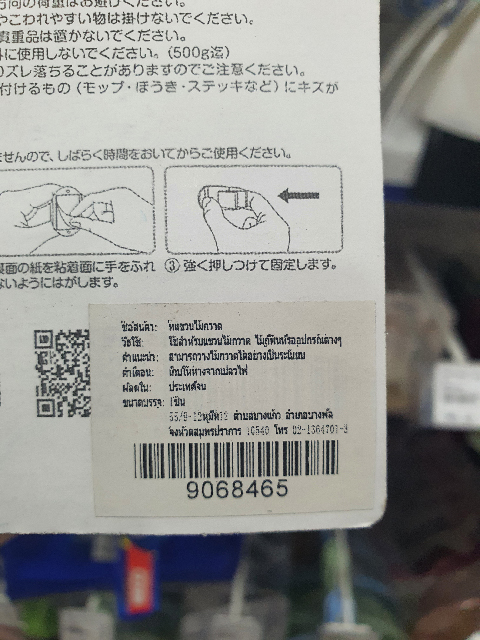 方向の荷重はお避けください。
やこわれやすい物は掛けないでください。
貴重品は置かないでください。
外に使用しないでください。(500g迄)
ズレ落ちることがありますのでご注意ください。
付けるもの(モップ・ほうき・ステッキなど)にキズが
ませんので、しばらく時間をおいてからご使用ください。
裏面の紙を粘着面に手をふれ
ないようにはがします。
③ 強く押しつけて固定します。
ชื่อสินค้า: ที่แขวนไม้กวาด
วิธีใช้: ใช้สำหรับแขวนไม้กวาด ไม้ถูพื้นหรืออุปกรณ์ต่างๆ
คำแนะนำ: สามารถวางไม้กวาดได้อย่างเป็นระเบียบ
คำเตือน: เก็บให้ห่างจากเปลวไฟ
ผลิตใน: ประเทศจีน
ขนาดบรรจุ: 1ชิ้น
55/9-12หมู่ที่12 ตำบลบางแก้ว อำเภอบางพลี
จังหวัดสมุทรปราการ 10540 โทร
9068465